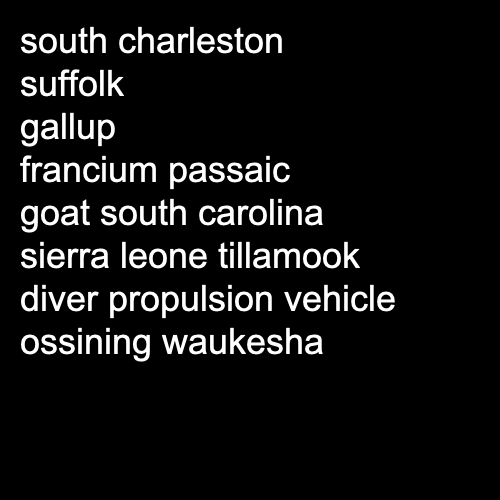 south charleston
suffolk
gallup
francium passaic
goat south carolina
sierra leone tillamook
diver propulsion vehicle
ossining waukesha